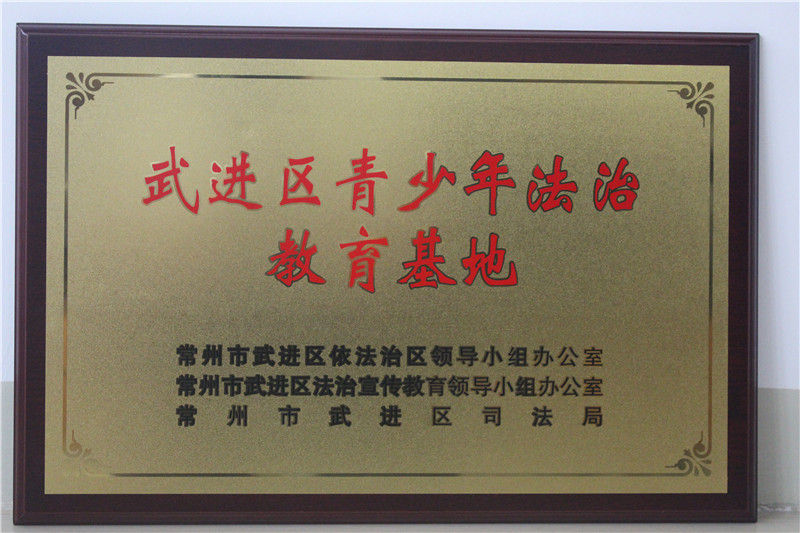 武进区青少年法治
教育基地
常州市武进区依法治区领导小组办公室
常州市武进区法治宣传教育领导小组办公室
常州市武进区司法局